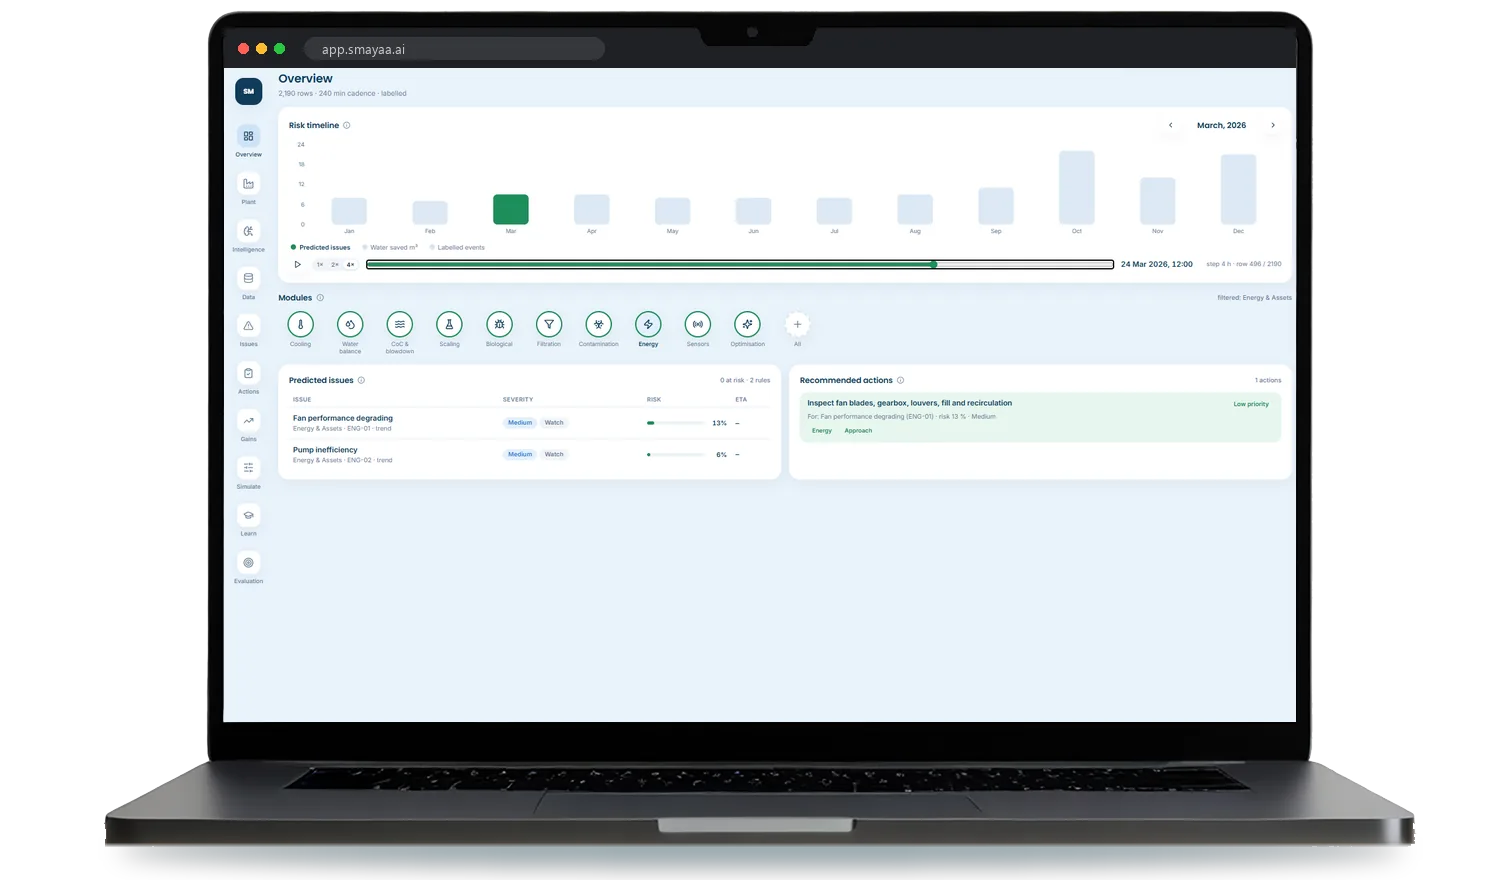 app.smayaa.ai
SM
Overview
Plant
Intelligence
Data
Issues
Actions
Gains
Simulate
Learn
Evaluation
Overview
2,190 rows · 240 min cadence · labelled
Risk timeline
March, 2026
24
18
12
6
0
Jan Feb Mar Apr May Jun Jul Aug Sep Oct Nov Dec
Predicted issues Water saved m³ Labelled events
1× 2× 4× 24 Mar 2026, 12:00 step 4 h · row 496 / 2190
Modules filtered: Energy & Assets
Cooling Water balance CoC & blowdown Scaling Biological Filtration Contamination Energy Sensors Optimisation All
Predicted issues 0 at risk · 2 rules
ISSUE SEVERITY RISK ETA
Fan performance degrading Medium Watch 13% –
Energy & Assets · ENG-01 · trend
Pump inefficiency Medium Watch 6% –
Energy & Assets · ENG-02 · trend
Recommended actions 1 actions
Inspect fan blades, gearbox, louvers, fill and recirculation Low priority
For: Fan performance degrading (ENG-01) · risk 13 % · Medium
Energy Approach